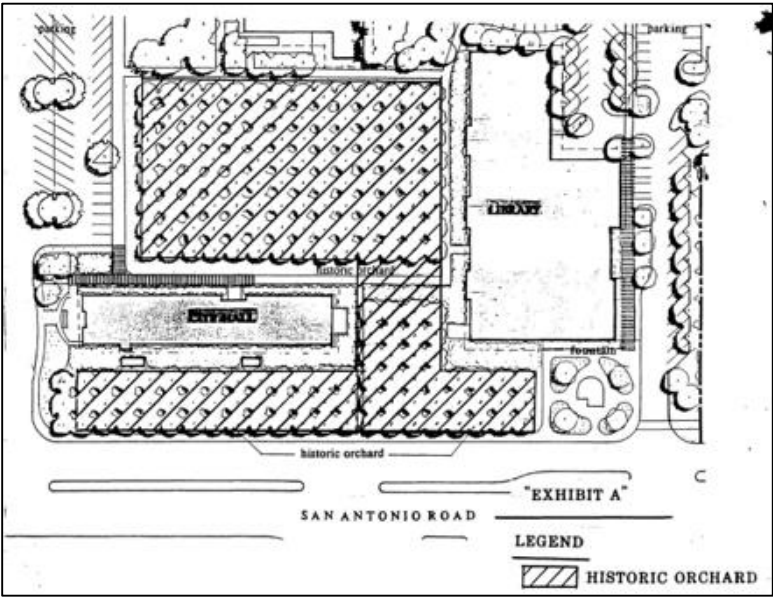 parking
parking
LIBRARY
historic orchard
CITY HALL
fountain
historic orchard
"EXHIBIT A"
SAN ANTONIO ROAD
LEGEND
HISTORIC ORCHARD